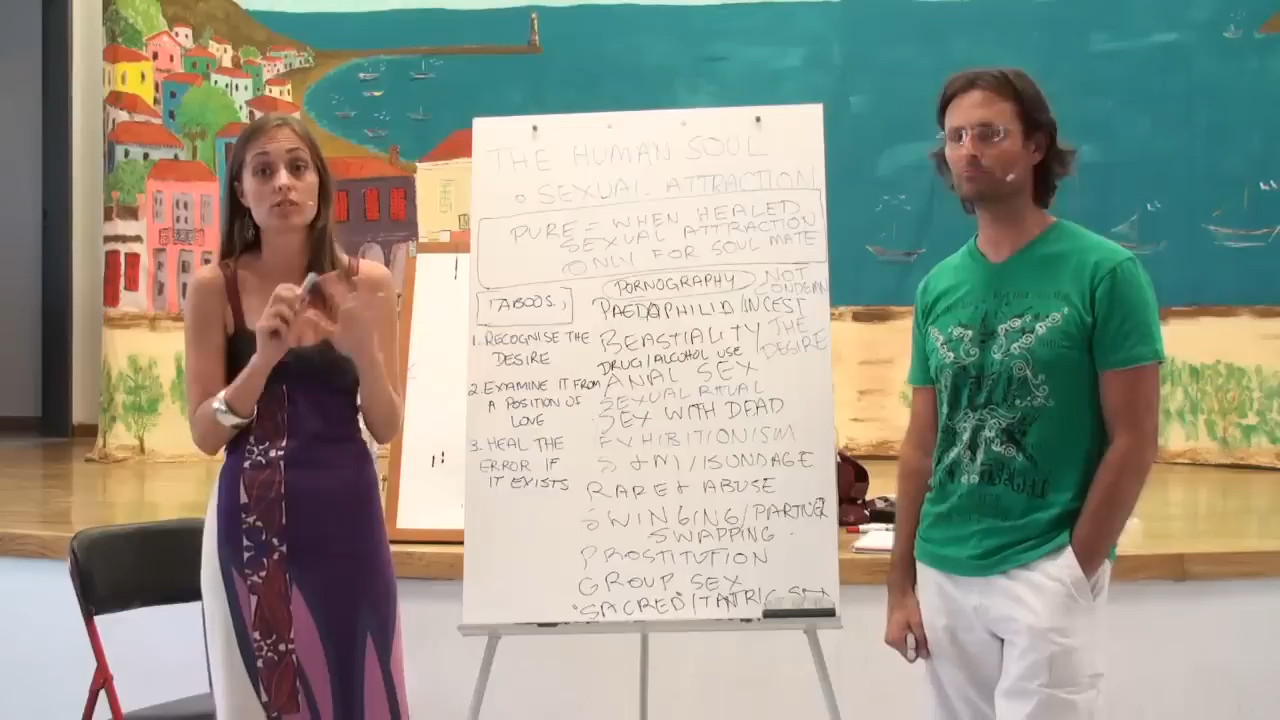 THE HUMAN SOUL
• SEXUAL ATTRACTION
PURE = WHEN HEALED
SEXUAL ATTRACTION
ONLY FOR SOUL MATE
TABOOS,
1. RECOGNISE THE
DESIRE
2. EXAMINE IT FROM
A POSITION OF
LOVE
3. HEAL THE
ERROR IF
IT EXISTS
PORNOGRAPHY
PAEDOPHILIA/INCEST
BEASTIALITY
DRUG/ALCOHOL USE
ANAL SEX
SEXUAL RITUAL
SEX WITH DEAD
EXHIBITIONISM
S+M/BONDAGE
RAPE + ABUSE
SWINGING/PARTNER
SWAPPING
PROSTITUTION
GROUP SEX
"SACRED"/TANTRIC SEX
NOT
CONDEMN
THE
DESIRE